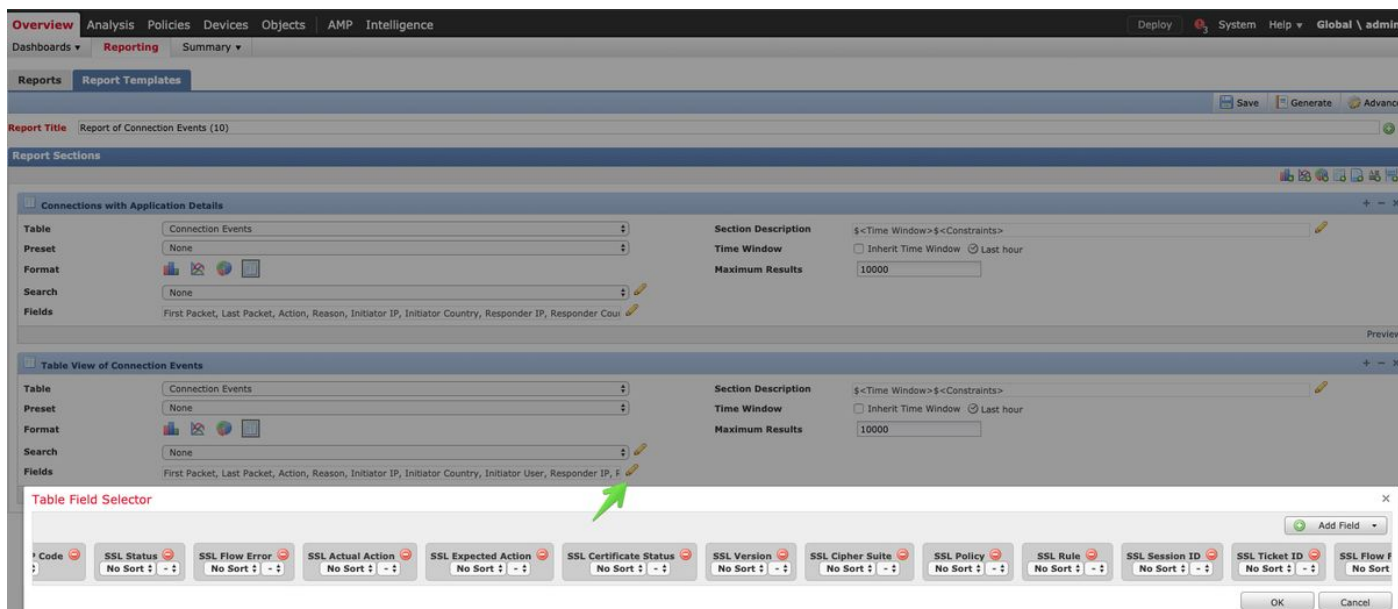 Overview Analysis Policies Devices Objects AMP Intelligence Deploy 3 System Help Global \ admin
Dashboards Reporting Summary
Reports Report Templates
Save Generate Advanc
Report Title Report of Connection Events (10)
Report Sections
Connections with Application Details
Table Connection Events Section Description $<Time Window>$<Constraints>
Preset None Time Window Inherit Time Window Last hour
Format Maximum Results 10000
Search None
Fields First Packet, Last Packet, Action, Reason, Initiator IP, Initiator Country, Responder IP, Responder Cou
Preview
Table View of Connection Events
Table Connection Events Section Description $<Time Window>$<Constraints>
Preset None Time Window Inherit Time Window Last hour
Format Maximum Results 10000
Search None
Fields First Packet, Last Packet, Action, Reason, Initiator IP, Initiator Country, Initiator User, Responder IP,
Table Field Selector
Add Field
Code SSL Status SSL Flow Error SSL Actual Action SSL Expected Action SSL Certificate Status SSL Version SSL Cipher Suite SSL Policy SSL Rule SSL Session ID SSL Ticket ID SSL Flow F
No Sort - No Sort - No Sort - No Sort - No Sort - No Sort - No Sort - No Sort - No Sort - No Sort - No Sort - No Sort
OK Cancel